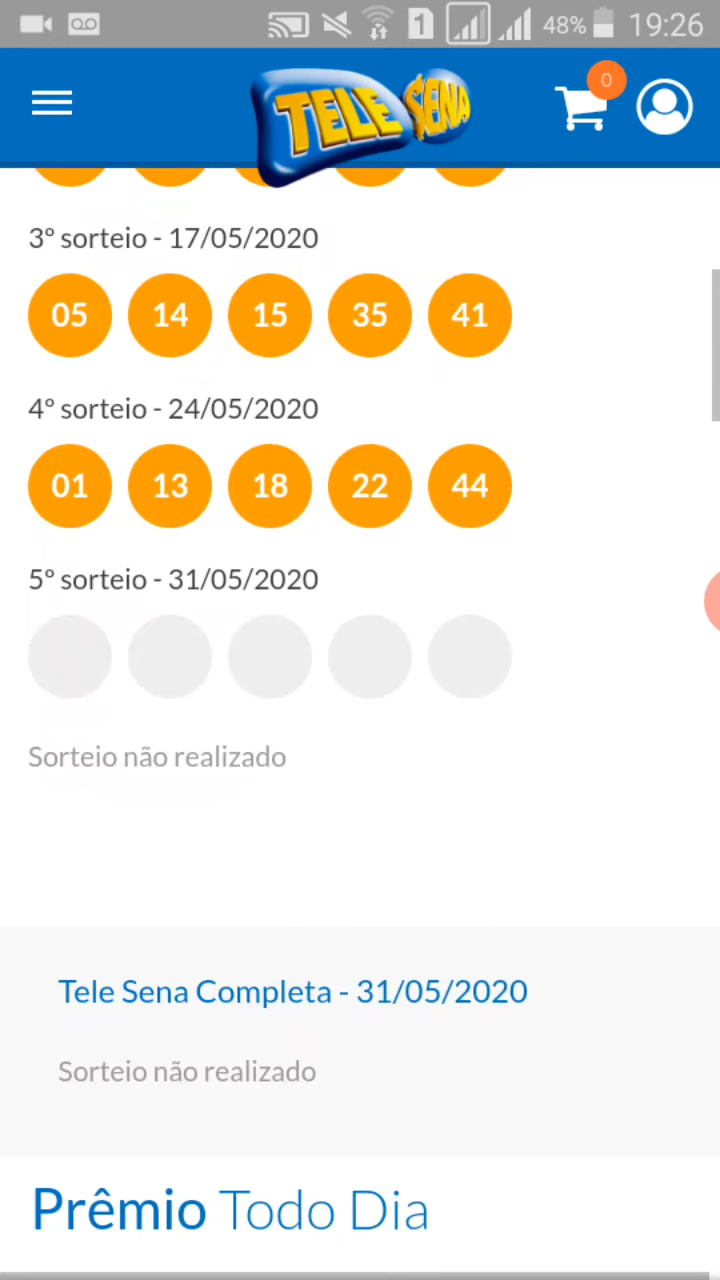 1
48%
19:26
TELE SENA
0
3º sorteio - 17/05/2020
05 14 15 35 41
4º sorteio - 24/05/2020
01 13 18 22 44
5º sorteio - 31/05/2020
Sorteio não realizado
Tele Sena Completa - 31/05/2020
Sorteio não realizado
Prêmio Todo Dia